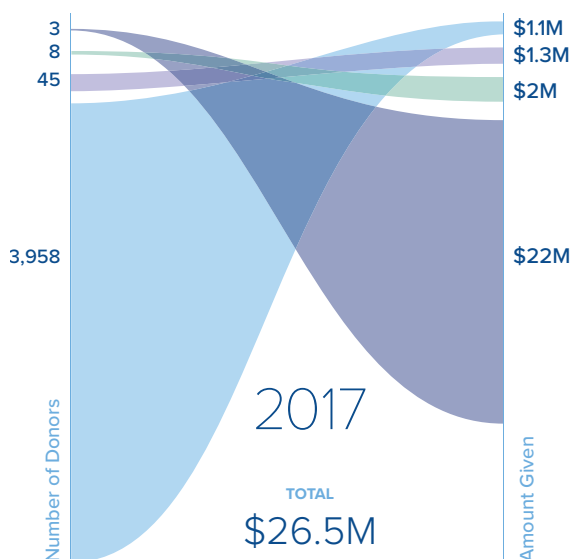 3
8
45
3,958
Number of Donors
$1.1M
$1.3M
$2M
$22M
Amount Given
2017
TOTAL
$26.5M